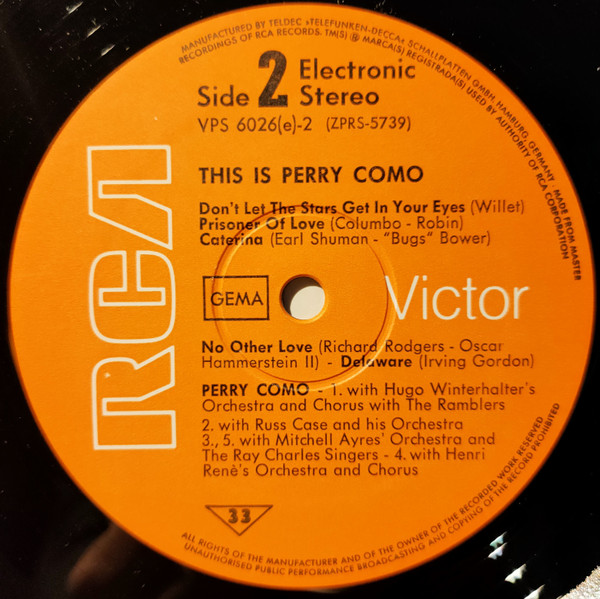 MANUFACTURED BY TELDEC »TELEFUNKEN-DECCA« SCHALLPLATTEN GMBH, HAMBURG, GERMANY · MADE FROM MASTER
RECORDINGS OF RCA RECORDS. TM(S) ® MARCA(S) REGISTRADA(S) USED BY AUTHORITY OF RCA CORPORATION
Side 2 Electronic
Stereo
VPS 6026(e)-2 (ZPRS-5739)
THIS IS PERRY COMO
Don't Let The Stars Get In Your Eyes (Willet)
Prisoner Of Love (Columbo - Robin)
Caterina (Earl Shuman - "Bugs" Bower)
RCA
GEMA
Victor
No Other Love (Richard Rodgers - Oscar
Hammerstein II) - Delaware (Irving Gordon)
PERRY COMO - 1. with Hugo Winterhalter's
Orchestra and Chorus with The Ramblers
2. with Russ Case and his Orchestra
3., 5. with Mitchell Ayres' Orchestra and
The Ray Charles Singers - 4. with Henri
Renè's Orchestra and Chorus
33
ALL RIGHTS OF THE MANUFACTURER AND OF THE OWNER OF THE RECORDED WORK RESERVED
UNAUTHORISED PUBLIC PERFORMANCE BROADCASTING AND COPYING OF THE RECORD PROHIBITED